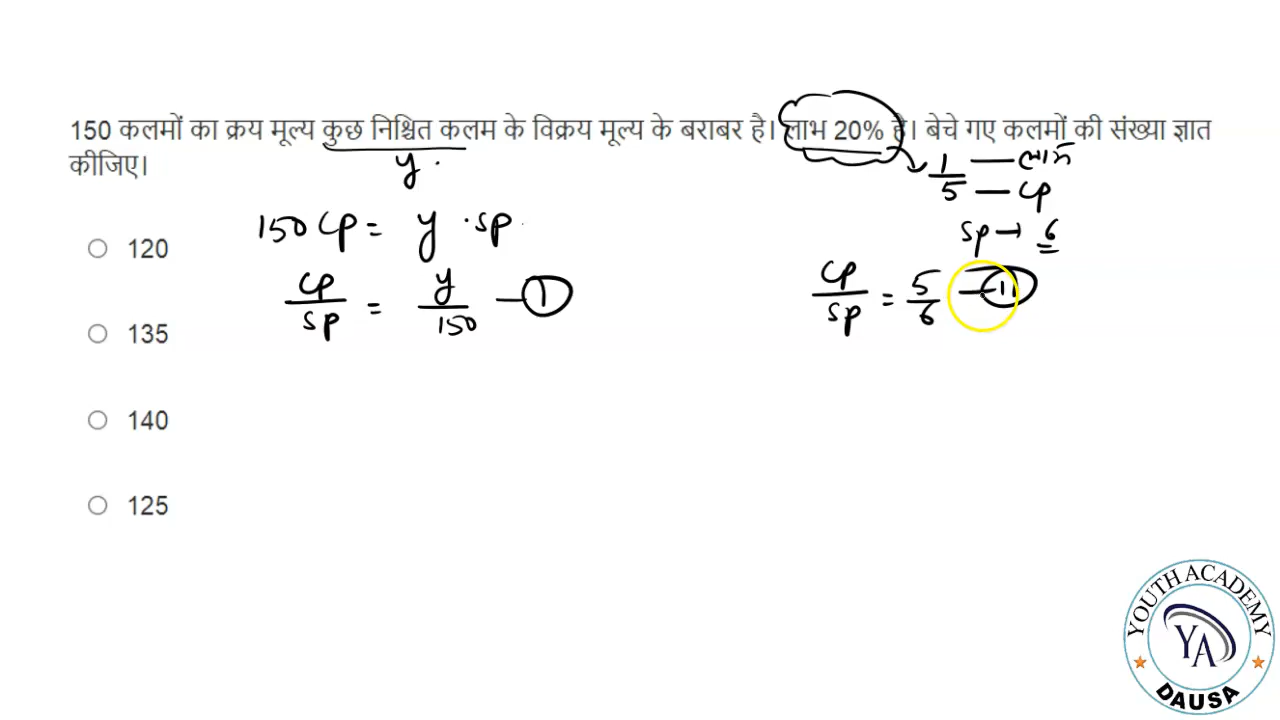 150 कलमों का क्रय मूल्य कुछ निश्चित कलम के विक्रय मूल्य के बराबर है। लाभ 20% है। बेचे गए कलमों की संख्या ज्ञात
कीजिए।
y
1/5 — लाभ
— CP
SP → 6
150 CP = y · SP
120
CP/SP = y/150 — 1
CP/SP = 5/6 — 11
135
140
125
YOUTH ACADEMY
YA
DAUSA